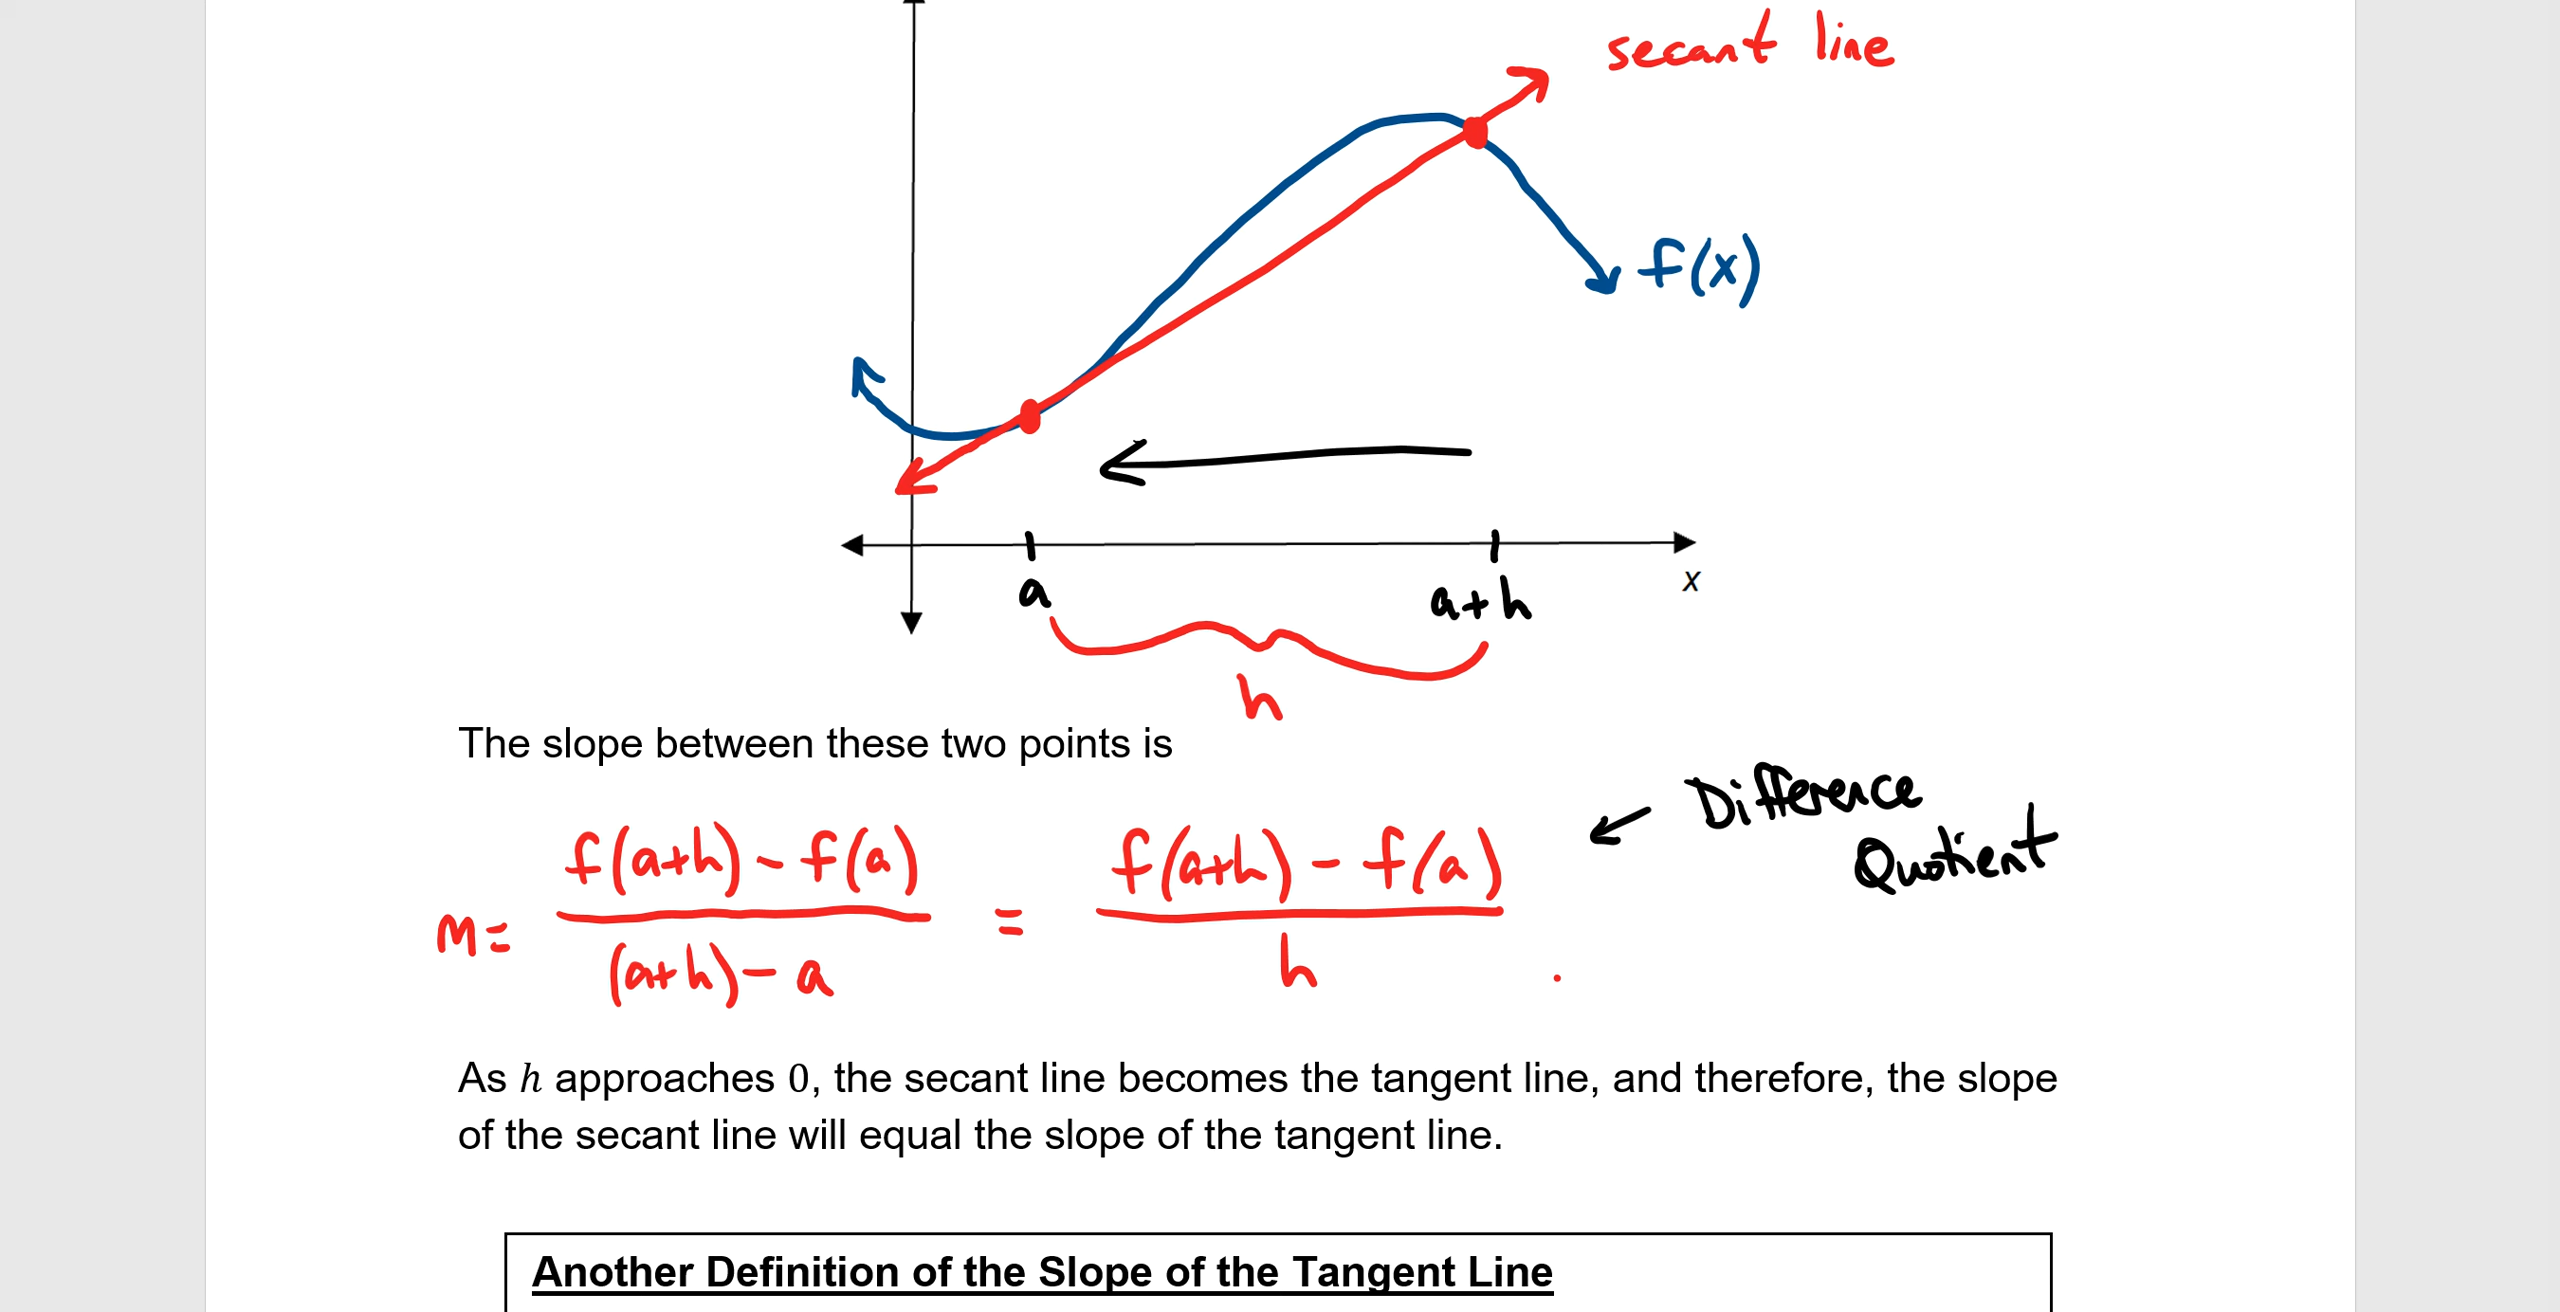 secant line
f(x)
x
a
a+h
h
The slope between these two points is
Difference
Quotient
m= f(a+h) - f(a) / (a+h) - a = f(a+h) - f(a) / h .
As h approaches 0, the secant line becomes the tangent line, and therefore, the slope
of the secant line will equal the slope of the tangent line.
Another Definition of the Slope of the Tangent Line